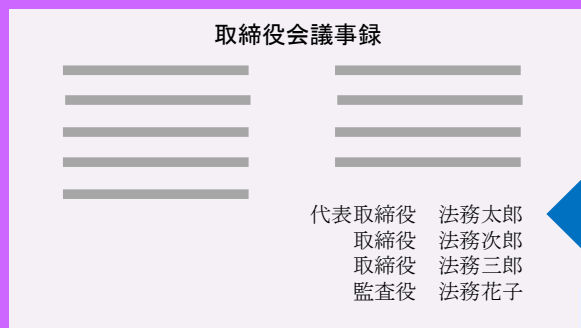 取締役会議事録
代表取締役　法務太郎
取締役　法務次郎
取締役　法務三郎
監査役　法務花子